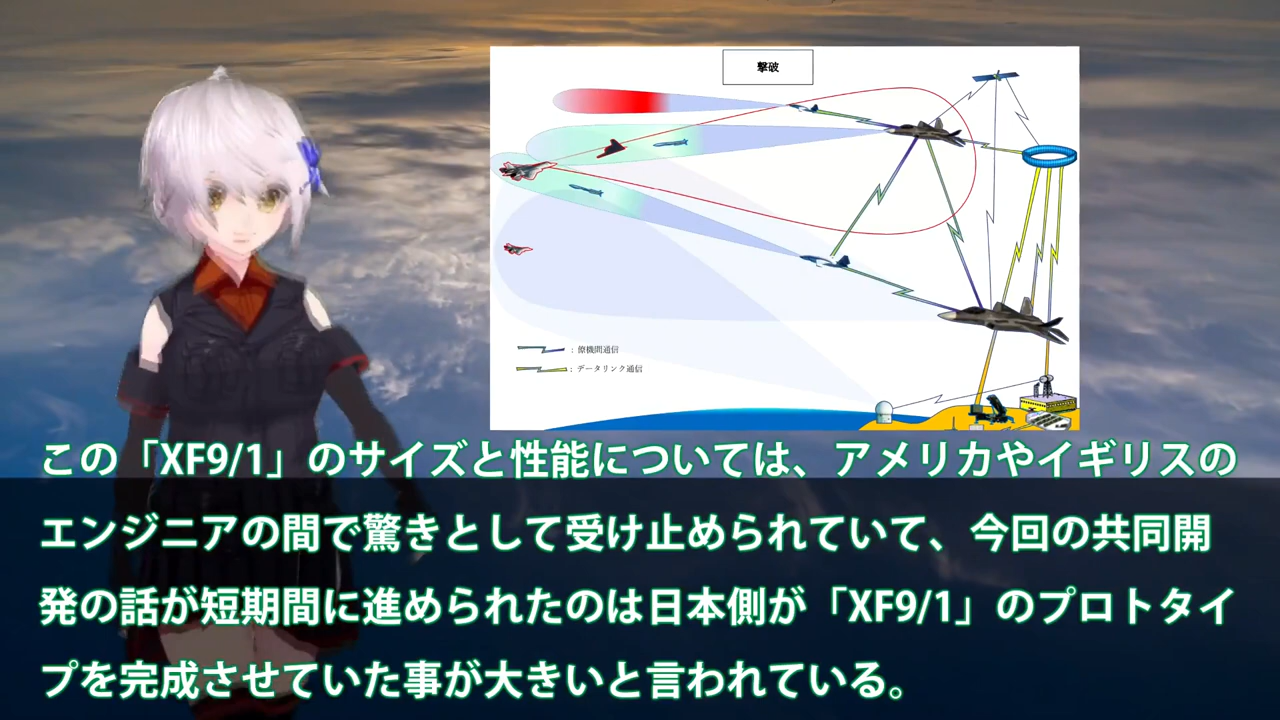 撃破
：僚機間通信
：データリンク通信
この「XF9/1」のサイズと性能については、アメリカやイギリスの
エンジニアの間で驚きとして受け止められていて、今回の共同開
発の話が短期間に進められたのは日本側が「XF9/1」のプロトタイ
プを完成させていた事が大きいと言われている。